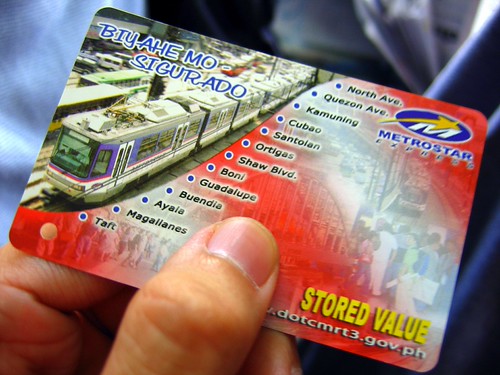 BIYAHE MO
SIGURADO
North Ave.
Quezon Ave.
Kamuning
Cubao
Santolan
Ortigas
Shaw Blvd.
Boni
Guadalupe
Buendia
Ayala
Magallanes
Taft
METROSTAR
EXPRESS
STORED VALUE
.dotcmrt3.gov.ph